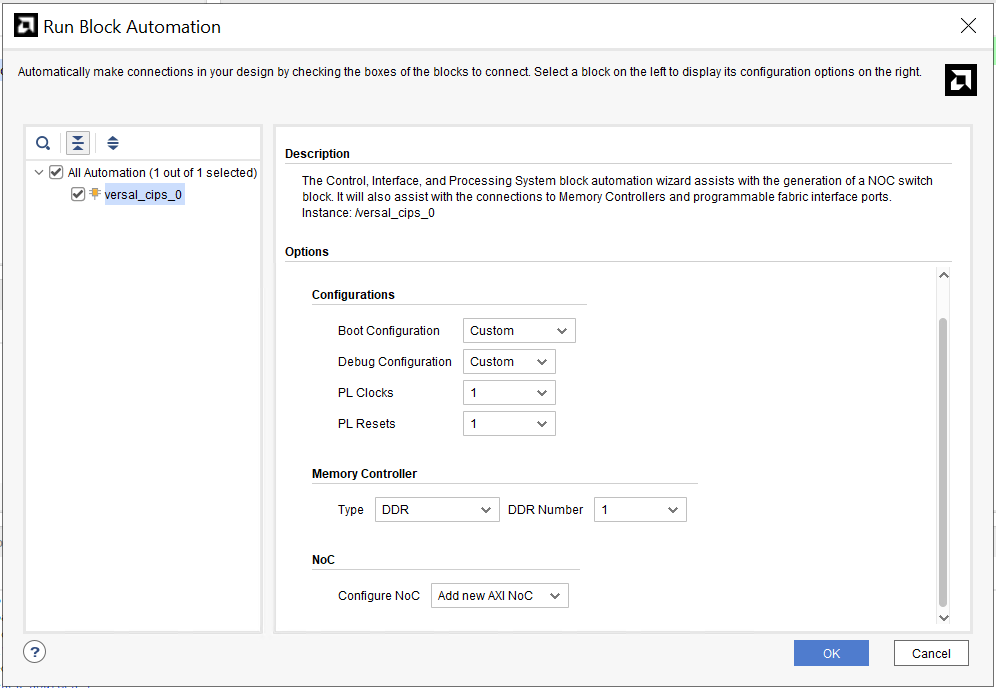 Run Block Automation
Automatically make connections in your design by checking the boxes of the blocks to connect. Select a block on the left to display its configuration options on the right.
All Automation (1 out of 1 selected)
versal_cips_0
Description
The Control, Interface, and Processing System block automation wizard assists with the generation of a NOC switch
block. It will also assist with the connections to Memory Controllers and programmable fabric interface ports.
Instance: /versal_cips_0
Options
Configurations
Boot Configuration Custom
Debug Configuration Custom
PL Clocks 1
PL Resets 1
Memory Controller
Type DDR DDR Number 1
NoC
Configure NoC Add new AXI NoC
? OK Cancel